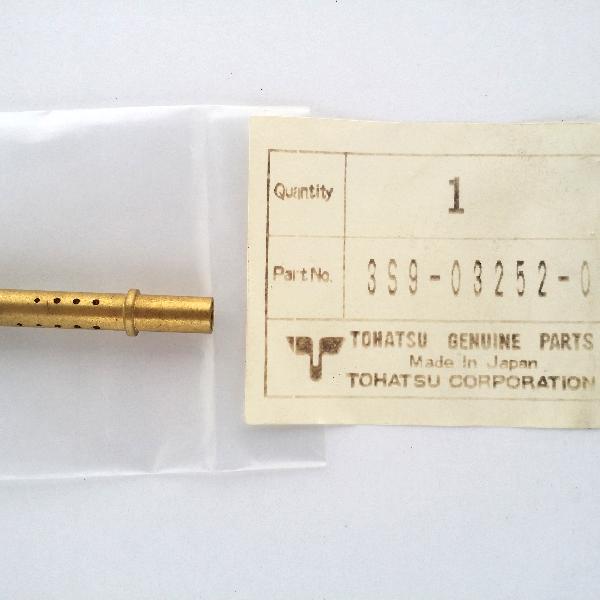 Quantity 1
Part No. 3S9-03252-0
TOHATSU GENUINE PARTS
Made in Japan
TOHATSU CORPORATION